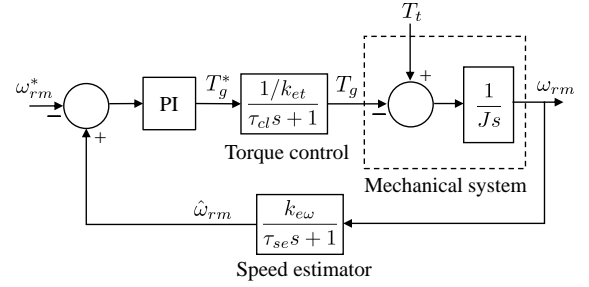 T_t
ω*_rm
−
+
PI
T*_g
1/k_et
τ_cl s + 1
T_g
−
+
1
Js
ω_rm
Torque control
Mechanical system
ω̂_rm
k_eω
τ_se s + 1
Speed estimator